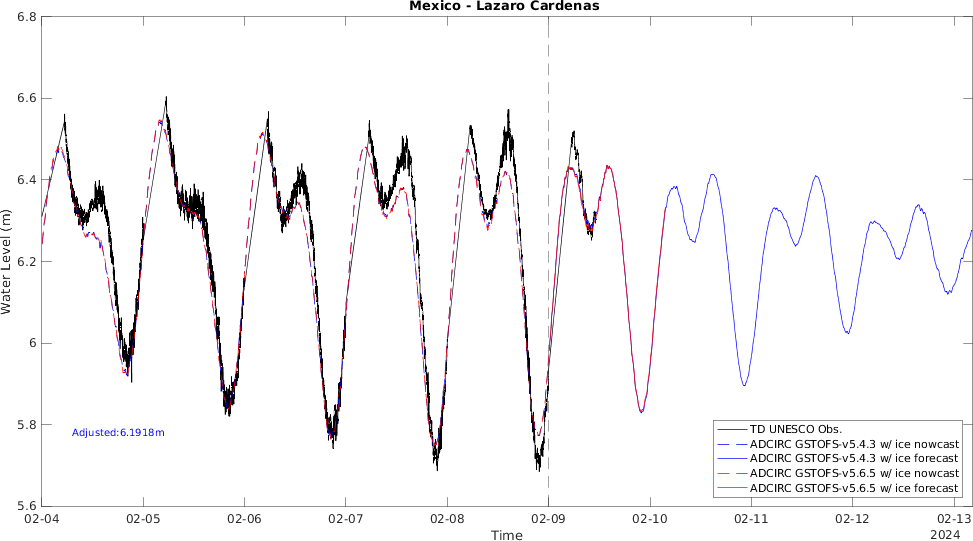 Mexico - Lazaro Cardenas
6.8
6.6
6.4
6.2
6
5.8
5.6
Water Level (m)
Adjusted:6.1918m
TD UNESCO Obs.
ADCIRC GSTOFS-v5.4.3 w/ ice nowcast
ADCIRC GSTOFS-v5.4.3 w/ ice forecast
ADCIRC GSTOFS-v5.6.5 w/ ice nowcast
ADCIRC GSTOFS-v5.6.5 w/ ice forecast
02-04 02-05 02-06 02-07 02-08 02-09 02-10 02-11 02-12 02-13
Time
2024